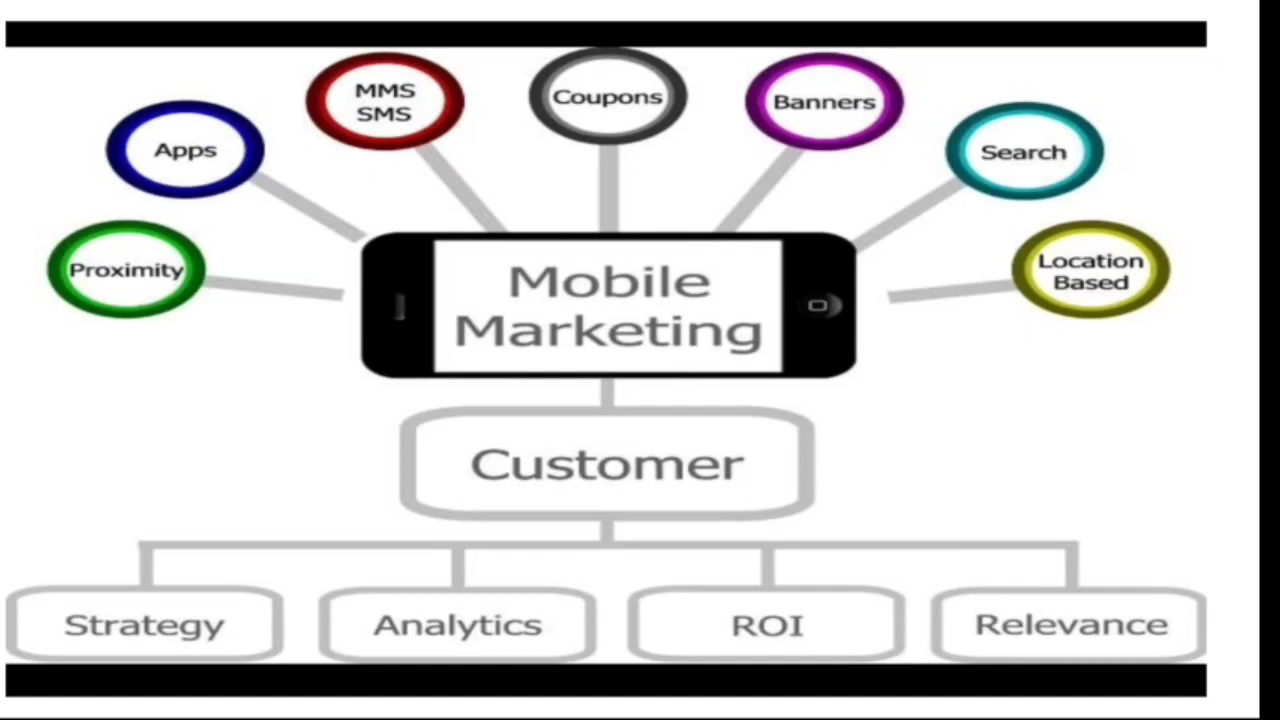 MMS
SMS
Coupons
Banners
Apps
Search
Proximity
Location
Based
Mobile
Marketing
Customer
Strategy
Analytics
ROI
Relevance